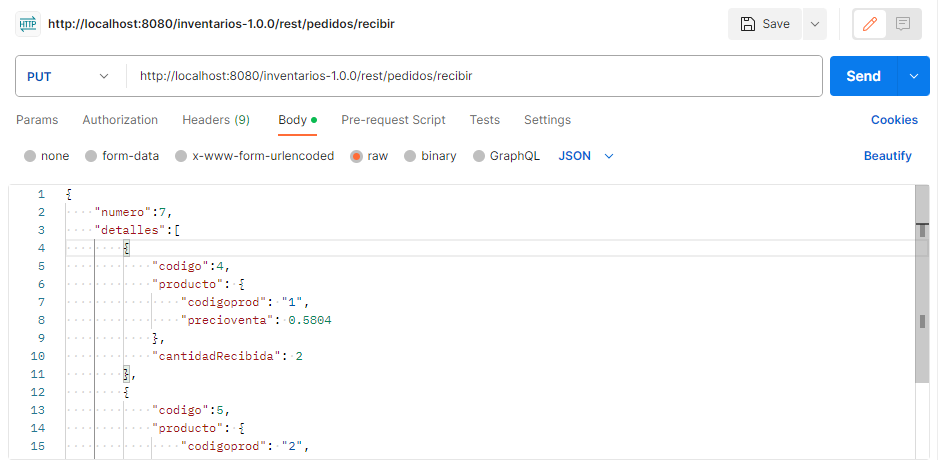 HTTP http://localhost:8080/inventarios-1.0.0/rest/pedidos/recibir Save
PUT http://localhost:8080/inventarios-1.0.0/rest/pedidos/recibir Send
Params Authorization Headers (9) Body Pre-request Script Tests Settings Cookies
none form-data x-www-form-urlencoded raw binary GraphQL JSON Beautify
1 {
2 "numero":7,
3 "detalles":[
4 {
5 "codigo":4,
6 "producto": {
7 "codigoprod": "1",
8 "precioventa": 0.5804
9 },
10 "cantidadRecibida": 2
11 },
12 {
13 "codigo":5,
14 "producto": {
15 "codigoprod": "2",